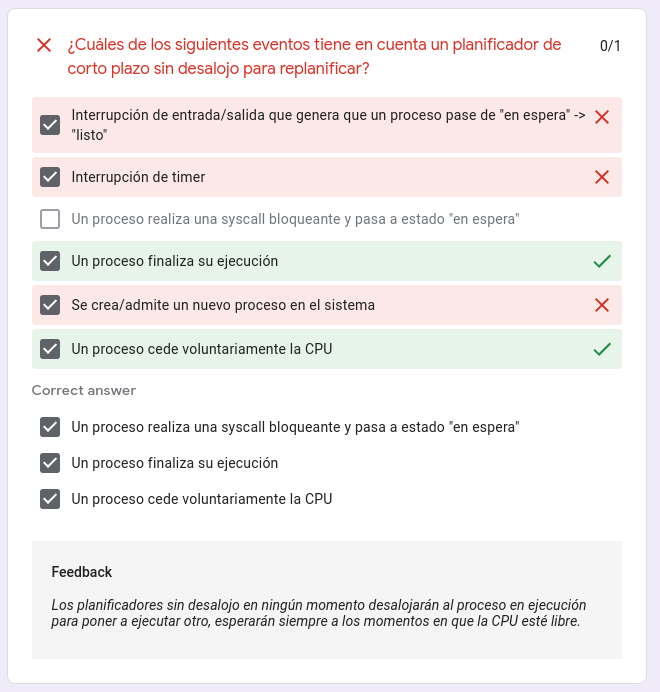 ¿Cuáles de los siguientes eventos tiene en cuenta un planificador de
0/1
corto plazo sin desalojo para replanificar?
Interrupción de entrada/salida que genera que un proceso pase de "en espera" ->
"listo"
Interrupción de timer
Un proceso realiza una syscall bloqueante y pasa a estado "en espera"
Un proceso finaliza su ejecución
Se crea/admite un nuevo proceso en el sistema
Un proceso cede voluntariamente la CPU
Correct answer
Un proceso realiza una syscall bloqueante y pasa a estado "en espera"
Un proceso finaliza su ejecución
Un proceso cede voluntariamente la CPU
Feedback
Los planificadores sin desalojo en ningún momento desalojarán al proceso en ejecución
para poner a ejecutar otro, esperarán siempre a los momentos en que la CPU esté libre.